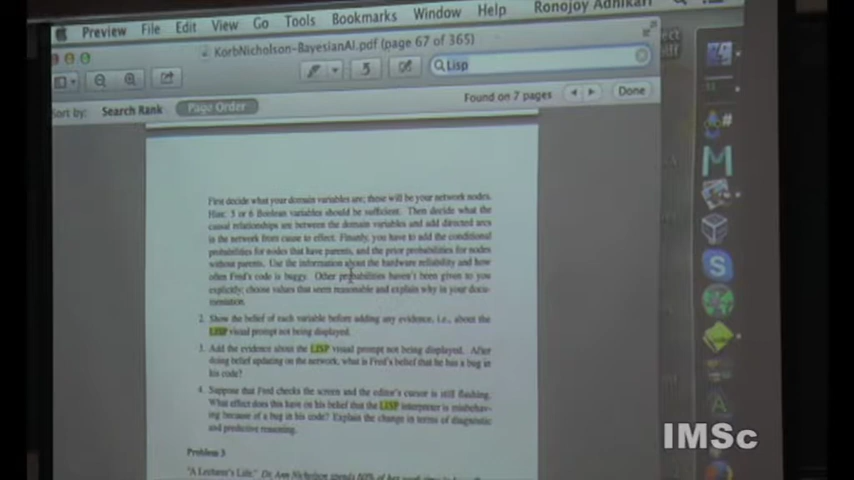 Preview File Edit View Go Tools Bookmarks Window Help Ronojoy Adhikari
KorbNicholson-BayesianAI.pdf (page 67 of 365)
Lisp
Sort by: Search Rank Page Order Found on 7 pages Done
First decide what your domain variables are; those will be your network nodes.
Hint: 5 or 6 Boolean variables should be sufficient. Then decide what the
causal relationships are between the domain variables and add directed arcs
in the network from cause to effect. Finally, you have to add the conditional
probabilities for nodes that have parents, and the prior probabilities for nodes
without parents. Use the information about the hardware reliability and how
often Fred's code is buggy. Other probabilities haven't been given to you
explicitly; choose values that seem reasonable and explain why in your docu-
mentation.
2. Show the belief of each variable before adding any evidence, i.e., about the
LISP visual prompt not being displayed.
3. Add the evidence about the LISP visual prompt not being displayed. After
doing belief updating on the network, what is Fred's belief that he has a bug in
his code?
4. Suppose that Fred checks the screen and the editor's cursor is still flashing.
What effect does this have on his belief that the LISP interpreter is misbehav-
ing because of a bug in his code? Explain the change in terms of diagnostic
and predictive reasoning.
Problem 3
"A Lecturer's Life." Dr. Ann Nicholson spends 60% of her
IMSc